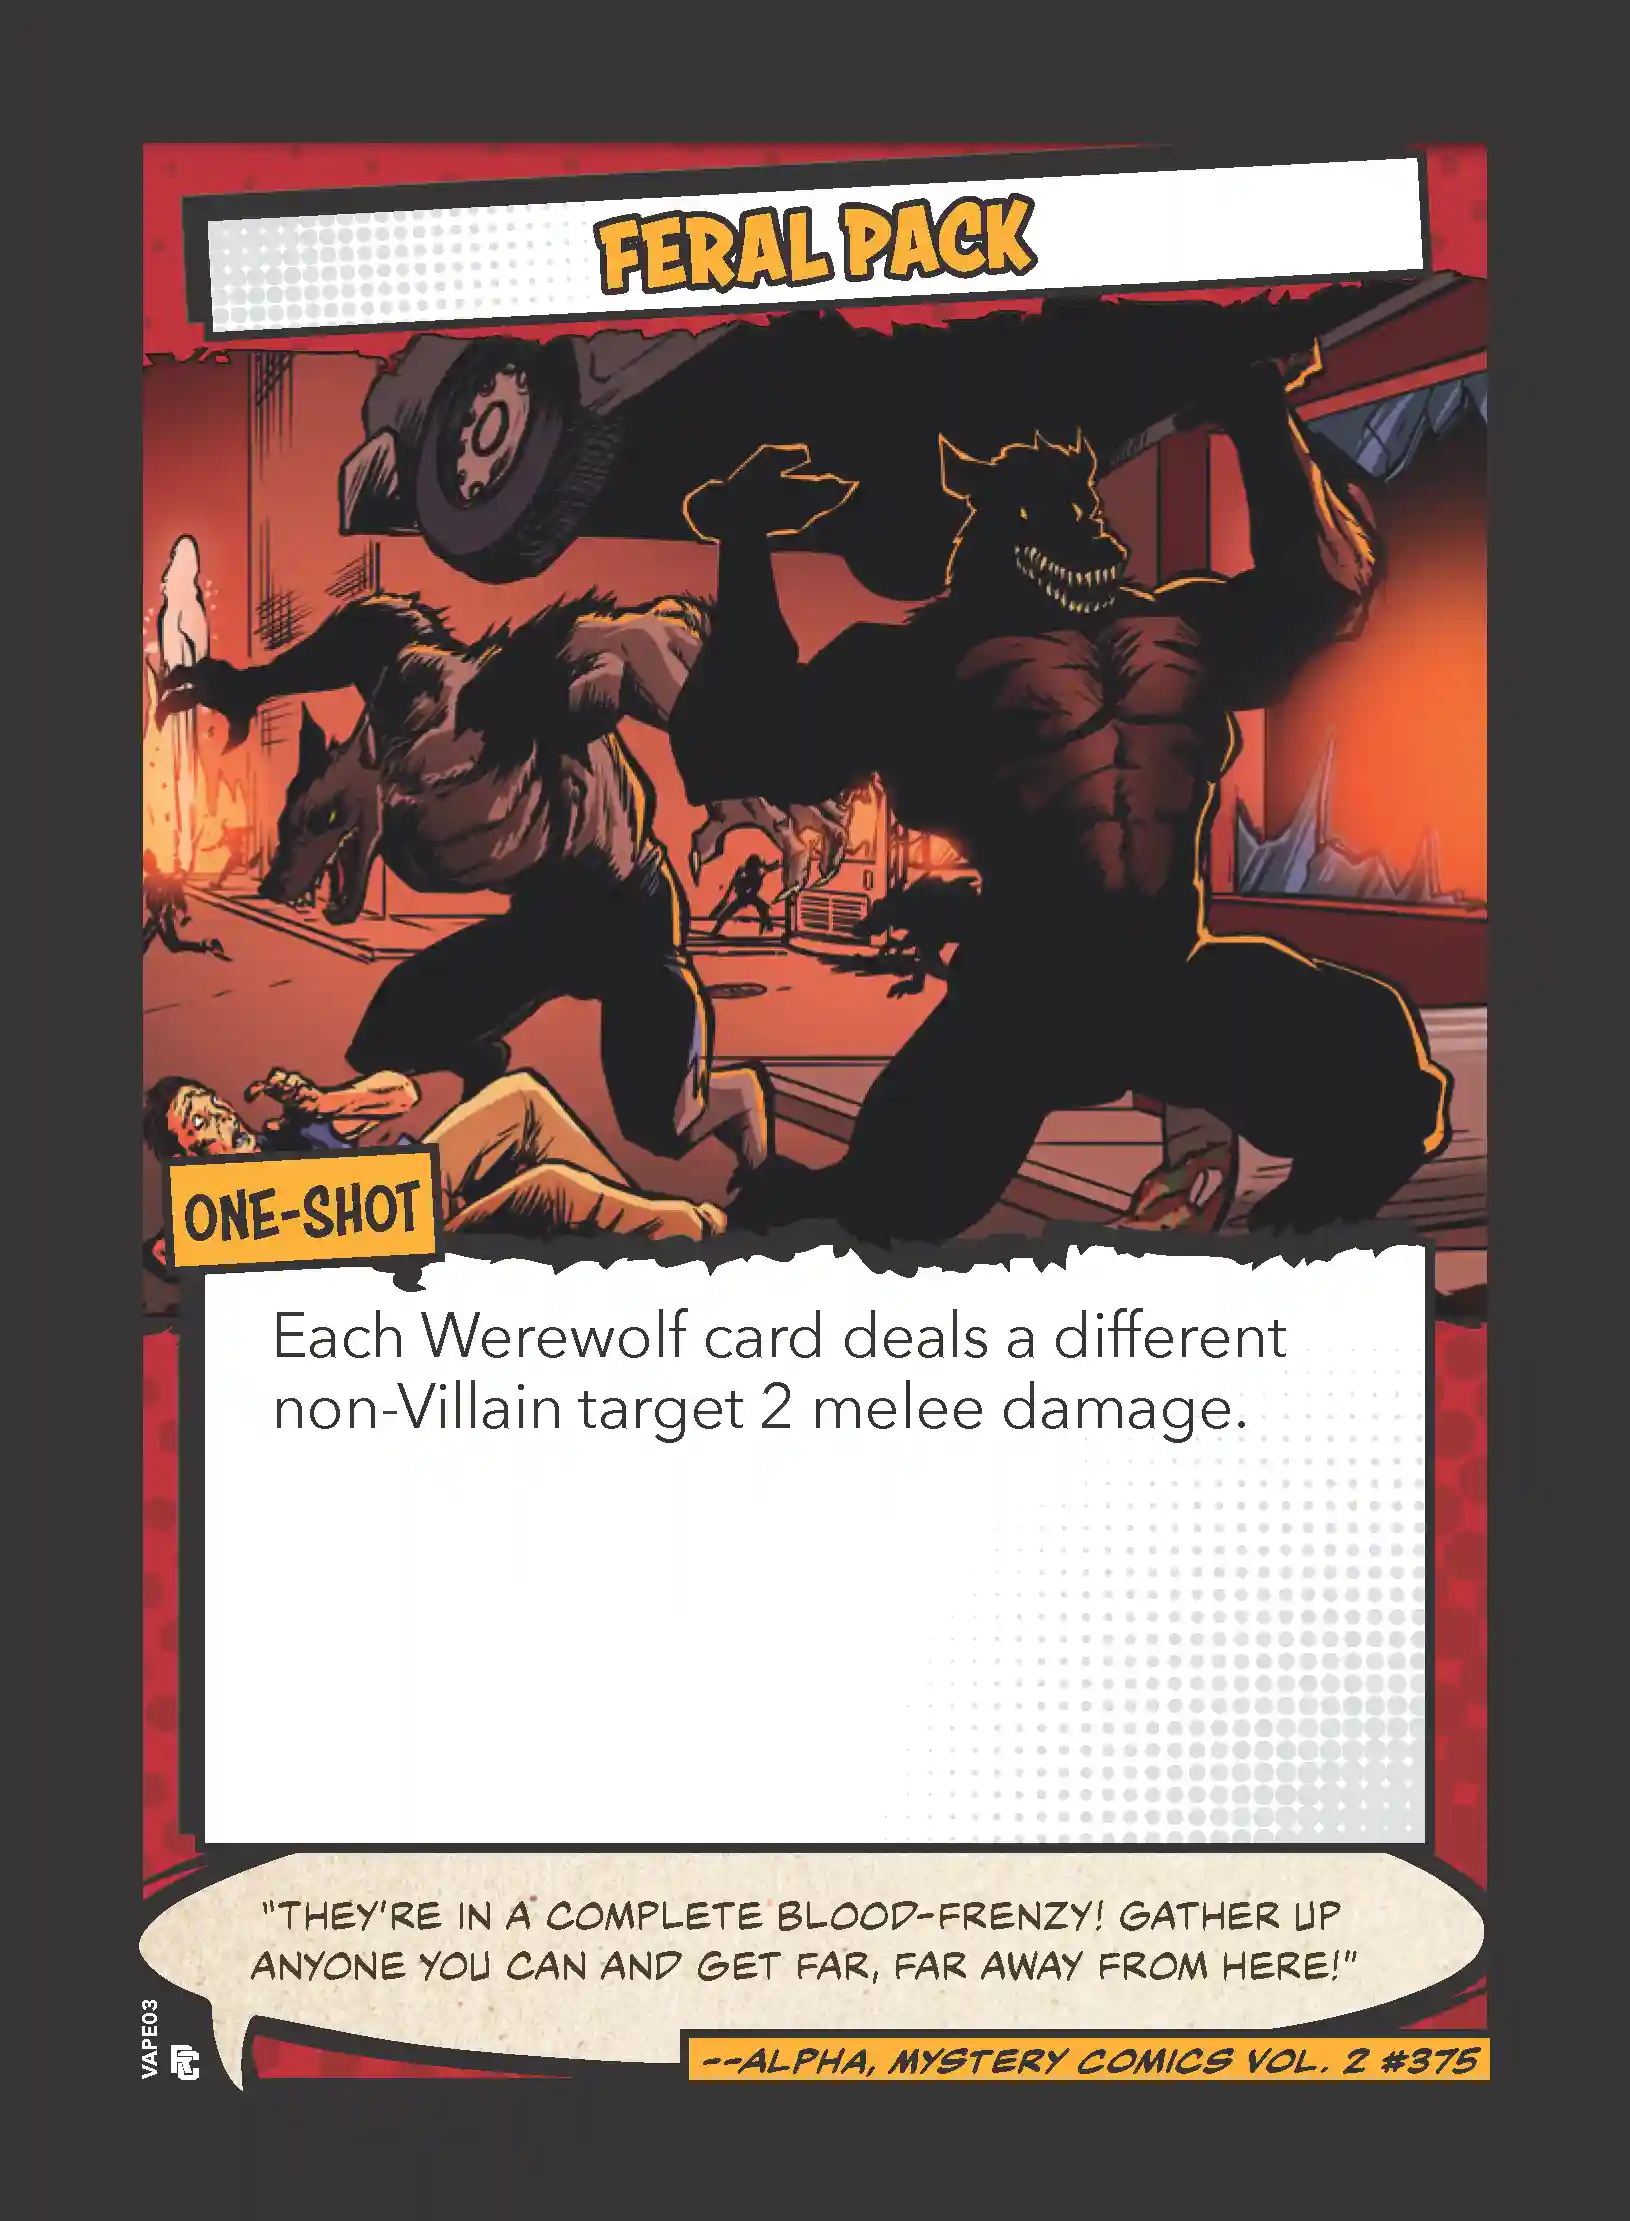 FERAL PACK
ONE-SHOT
Each Werewolf card deals a different
non-Villain target 2 melee damage.
"THEY'RE IN A COMPLETE BLOOD-FRENZY! GATHER UP
ANYONE YOU CAN AND GET FAR, FAR AWAY FROM HERE!"
VAPE03
--ALPHA, MYSTERY COMICS VOL. 2 #375